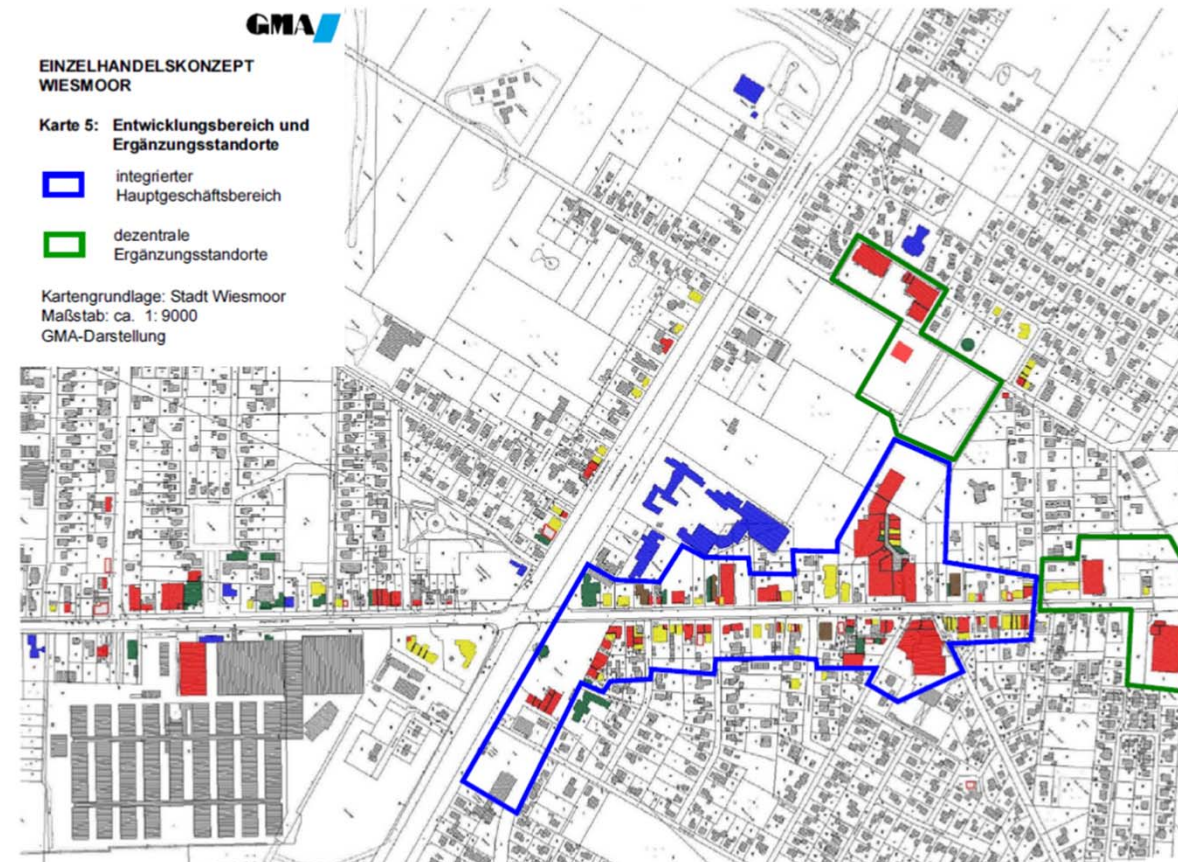 GMA
EINZELHANDELSKONZEPT
WIESMOOR
Karte 5: Entwicklungsbereich und
Ergänzungsstandorte
integrierter
Hauptgeschäftsbereich
dezentrale
Ergänzungsstandorte
Kartengrundlage: Stadt Wiesmoor
Maßstab: ca. 1: 9000
GMA-Darstellung